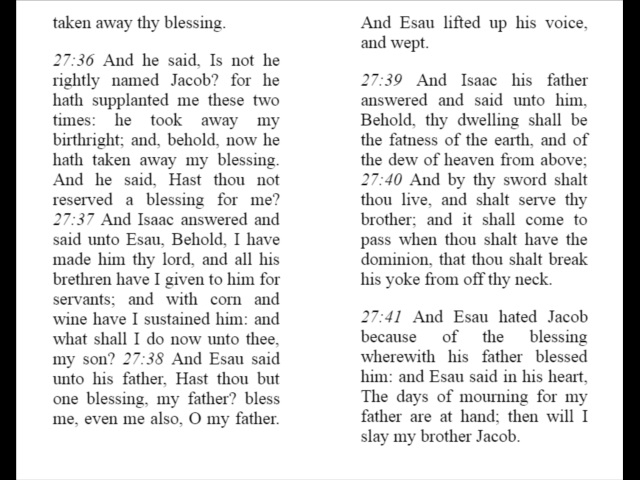 taken away thy blessing.
27:36 And he said, Is not he
rightly named Jacob? for he
hath supplanted me these two
times: he took away my
birthright; and, behold, now he
hath taken away my blessing.
And he said, Hast thou not
reserved a blessing for me?
27:37 And Isaac answered and
said unto Esau, Behold, I have
made him thy lord, and all his
brethren have I given to him for
servants; and with corn and
wine have I sustained him: and
what shall I do now unto thee,
my son? 27:38 And Esau said
unto his father, Hast thou but
one blessing, my father? bless
me, even me also, O my father.
And Esau lifted up his voice,
and wept.
27:39 And Isaac his father
answered and said unto him,
Behold, thy dwelling shall be
the fatness of the earth, and of
the dew of heaven from above;
27:40 And by thy sword shalt
thou live, and shalt serve thy
brother; and it shall come to
pass when thou shalt have the
dominion, that thou shalt break
his yoke from off thy neck.
27:41 And Esau hated Jacob
because of the blessing
wherewith his father blessed
him: and Esau said in his heart,
The days of mourning for my
father are at hand; then will I
slay my brother Jacob.